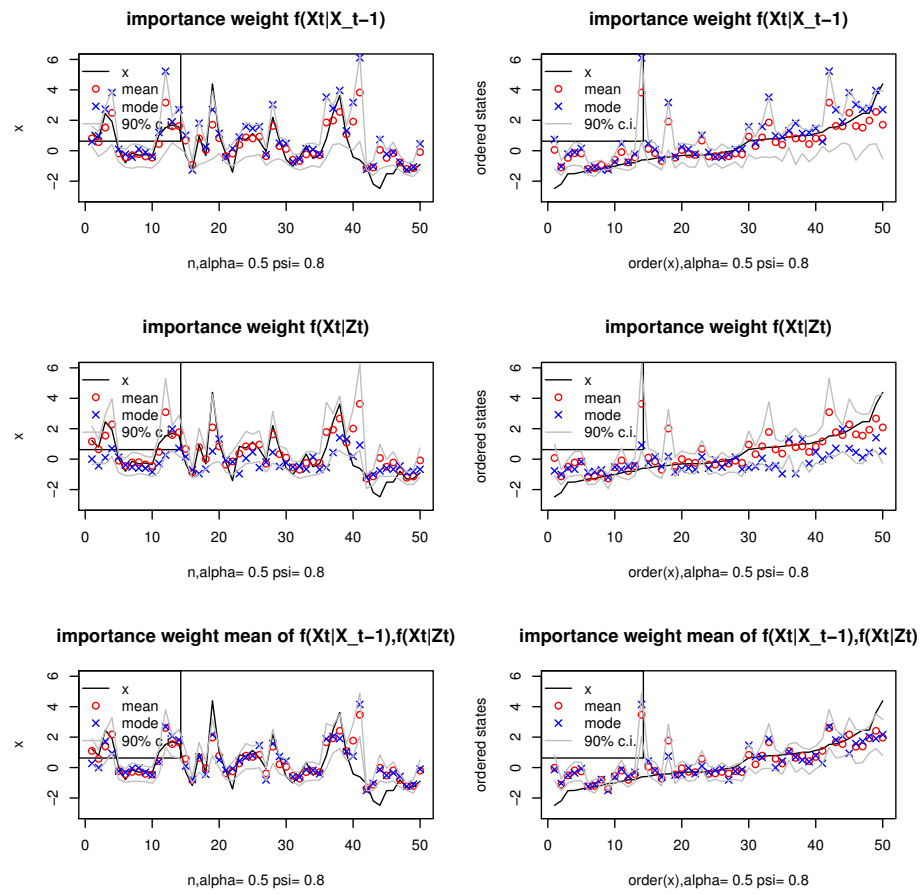 importance weight f(Xt|X_t−1)
x
6
4
2
0
−2
x
mean
mode
90% c.i.
0 10 20 30 40 50
n,alpha= 0.5 psi= 0.8
importance weight f(Xt|X_t−1)
ordered states
6
4
2
0
−2
x
mean
mode
90% c.i.
0 10 20 30 40 50
order(x),alpha= 0.5 psi= 0.8
importance weight f(Xt|Zt)
x
6
4
2
0
−2
x
mean
mode
90% c.i.
0 10 20 30 40 50
n,alpha= 0.5 psi= 0.8
importance weight f(Xt|Zt)
ordered states
6
4
2
0
−2
x
mean
mode
90% c.i.
0 10 20 30 40 50
order(x),alpha= 0.5 psi= 0.8
importance weight mean of f(Xt|X_t−1),f(Xt|Zt)
x
6
4
2
0
−2
x
mean
mode
90% c.i.
0 10 20 30 40 50
n,alpha= 0.5 psi= 0.8
importance weight mean of f(Xt|X_t−1),f(Xt|Zt)
ordered states
6
4
2
0
−2
x
mean
mode
90% c.i.
0 10 20 30 40 50
order(x),alpha= 0.5 psi= 0.8